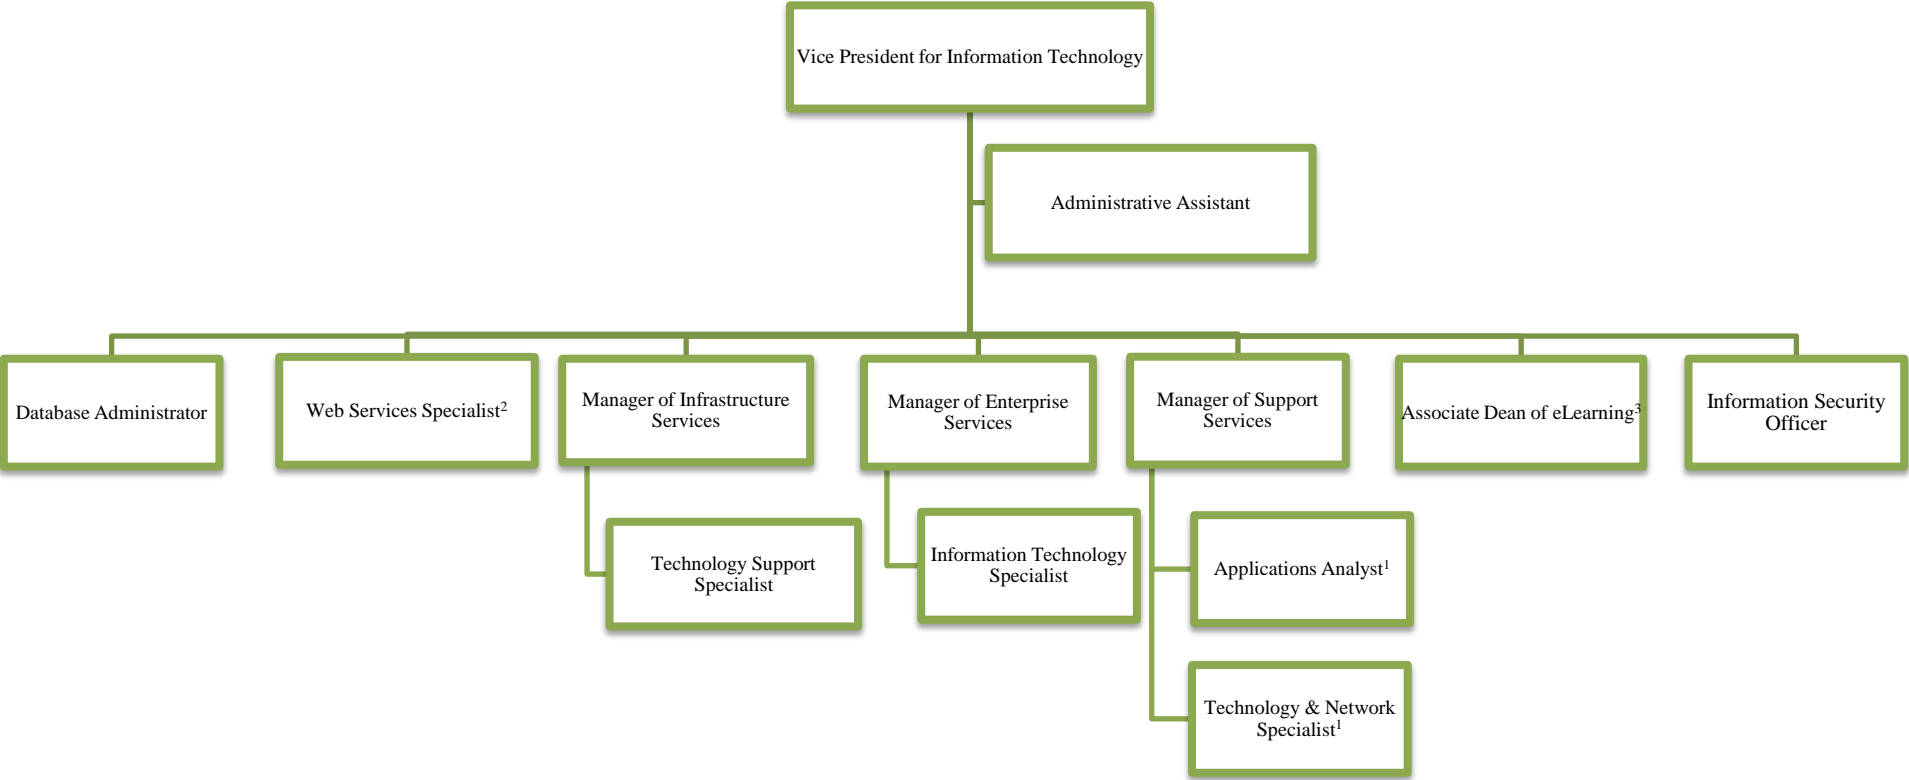 Vice President for Information Technology
Administrative Assistant
Database Administrator
Web Services Specialist²
Manager of Infrastructure
Services
Manager of Enterprise
Services
Manager of Support
Services
Associate Dean of eLearning³
Information Security
Officer
Technology Support
Specialist
Information Technology
Specialist
Applications Analyst¹
Technology & Network
Specialist¹